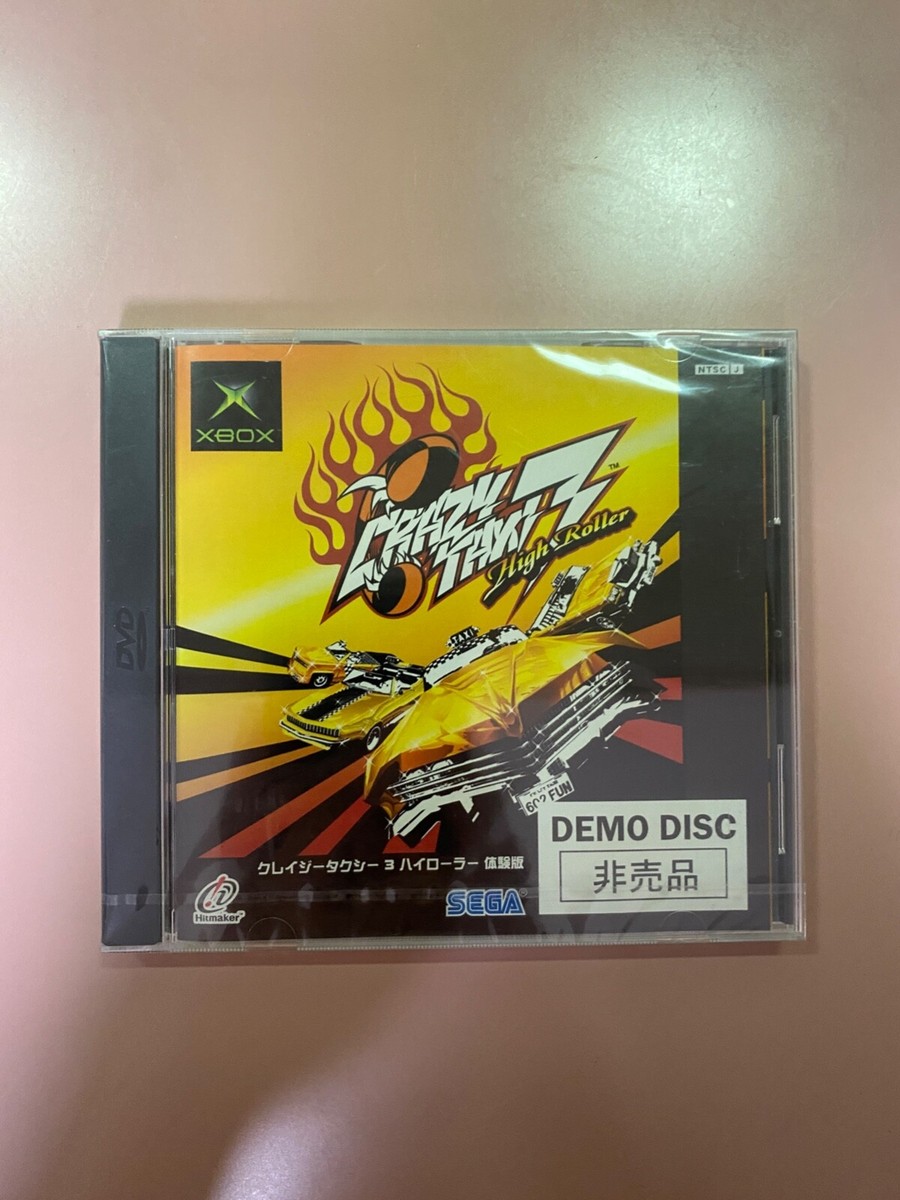 NTSC J
XBOX
CRAZY
TAXI 3 ™
High Roller
DVD
TAXI
602 FUN
DEMO DISC
非売品
クレイジータクシー 3 ハイローラー 体験版
Hitmaker®
SEGA®